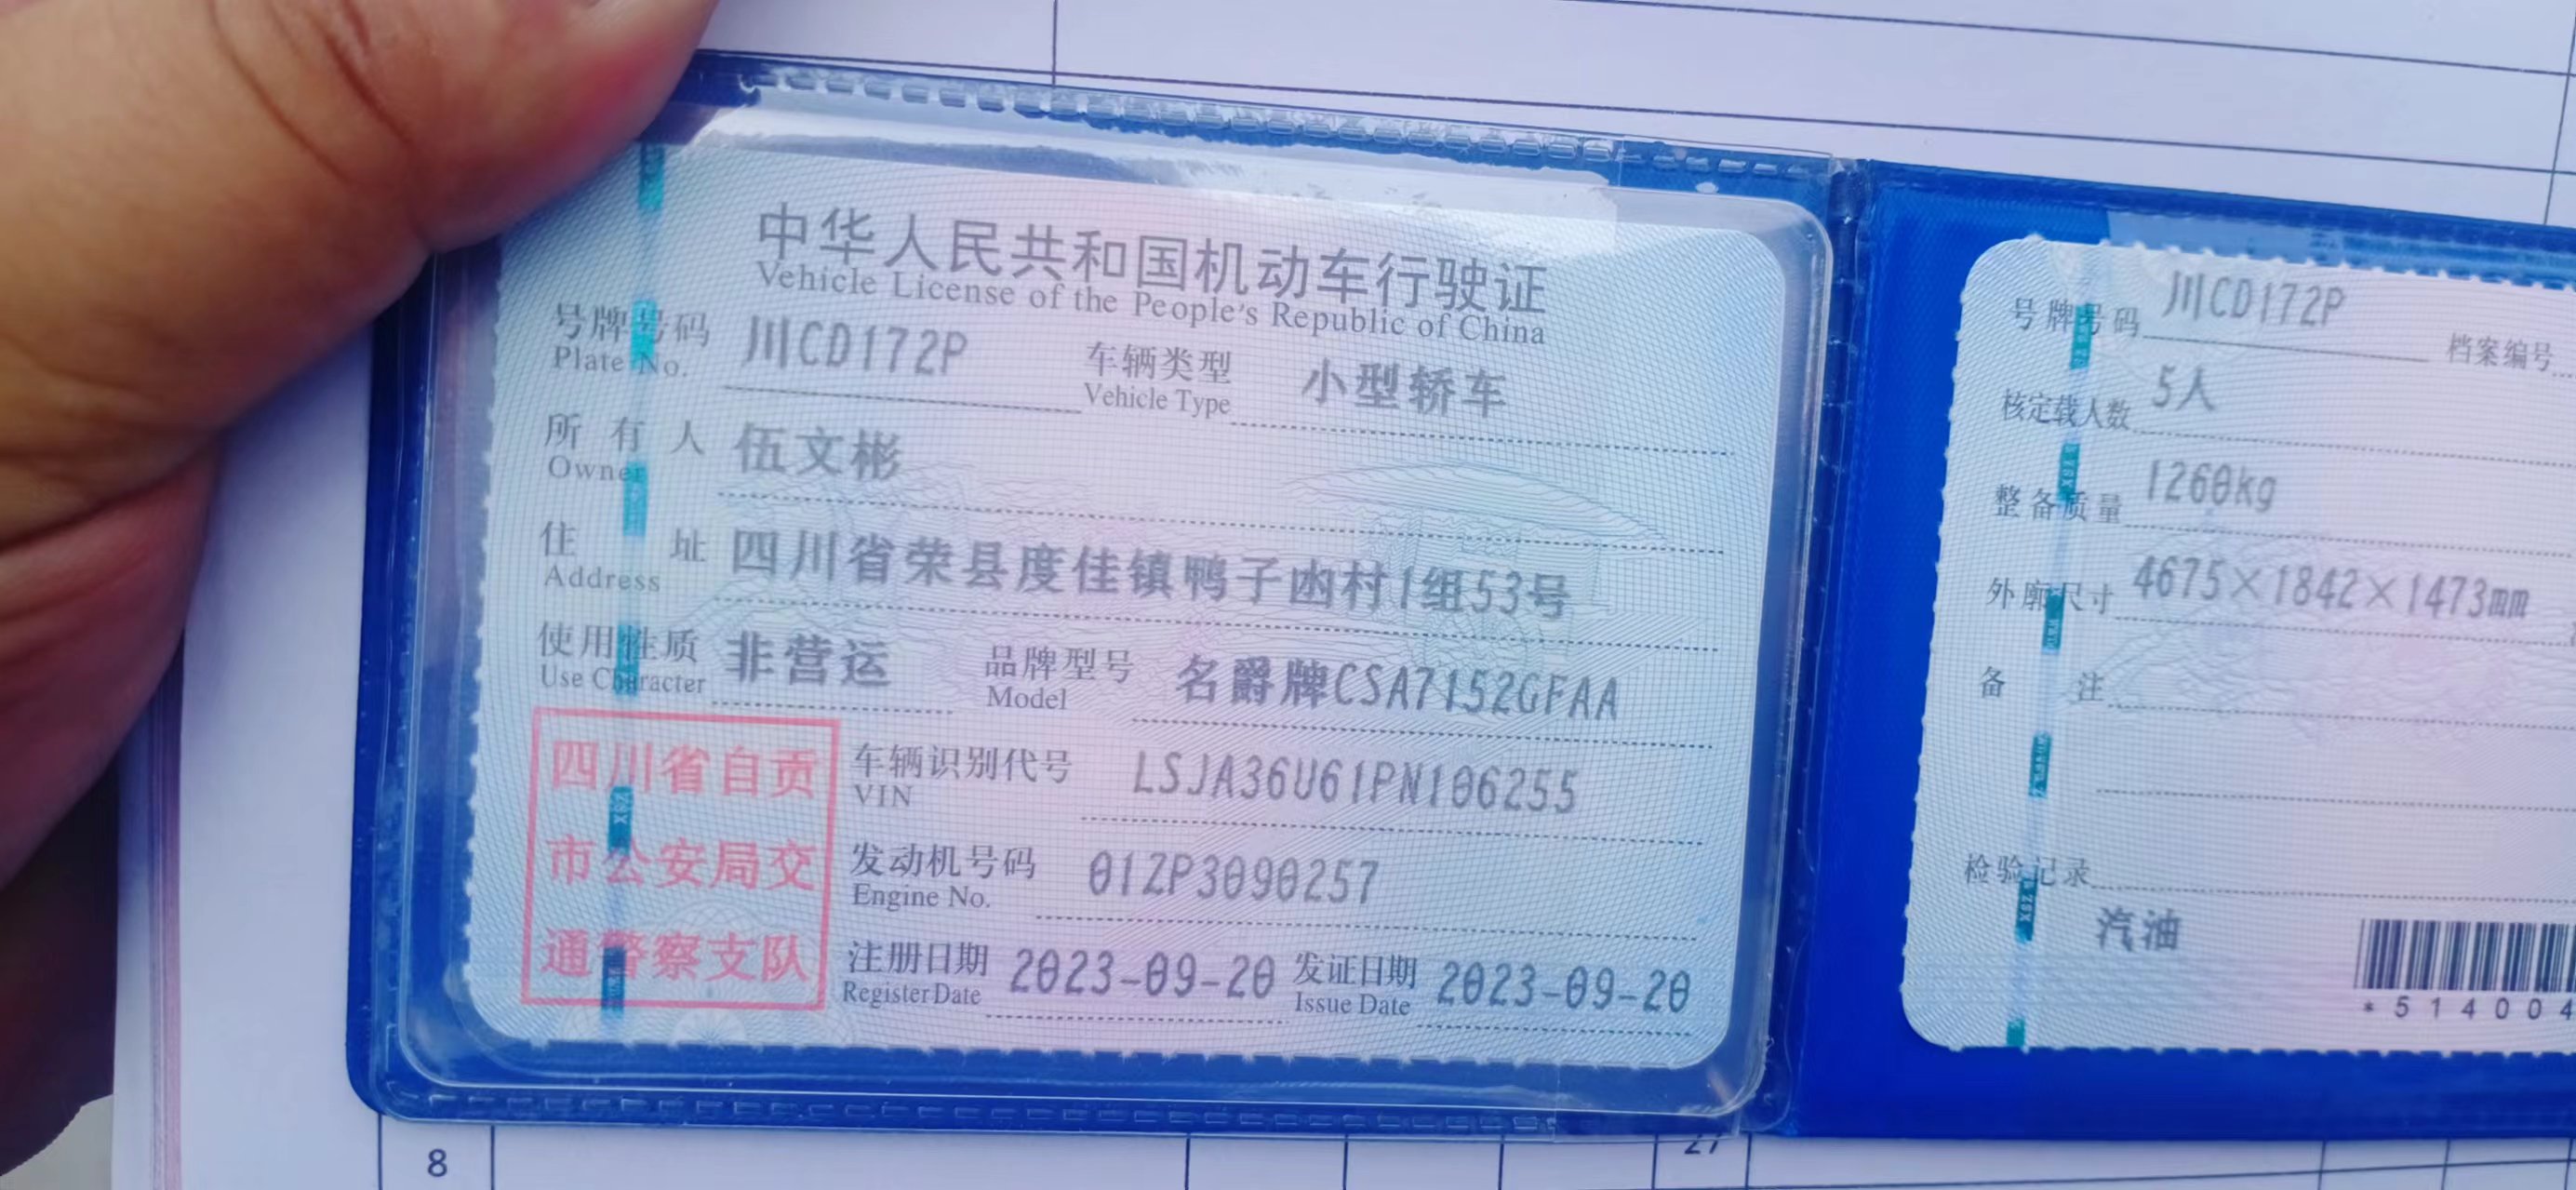 中华人民共和国机动车行驶证
Vehicle License of the People's Republic of China
号牌号码 川CD172P 车辆类型 小型轿车
Plate No. Vehicle Type
所有人 伍文彬
Owner
住址 四川省荣县度佳镇鸭子凼村1组53号
Address
使用性质 非营运 品牌型号 名爵牌CSA7152GFAA
Use Character Model
四川省自贡
市公安局交
通警察支队
车辆识别代号 LSJA36U61PN106255
VIN
发动机号码 01ZP3090257
Engine No.
注册日期 2023-09-20 发证日期 2023-09-20
Register Date Issue Date
号牌号码 川CD172P 档案编号
核定载人数 5人
整备质量 1260kg
外廓尺寸 4675×1842×1473mm
备注
检验记录
汽油
*514004
8
27